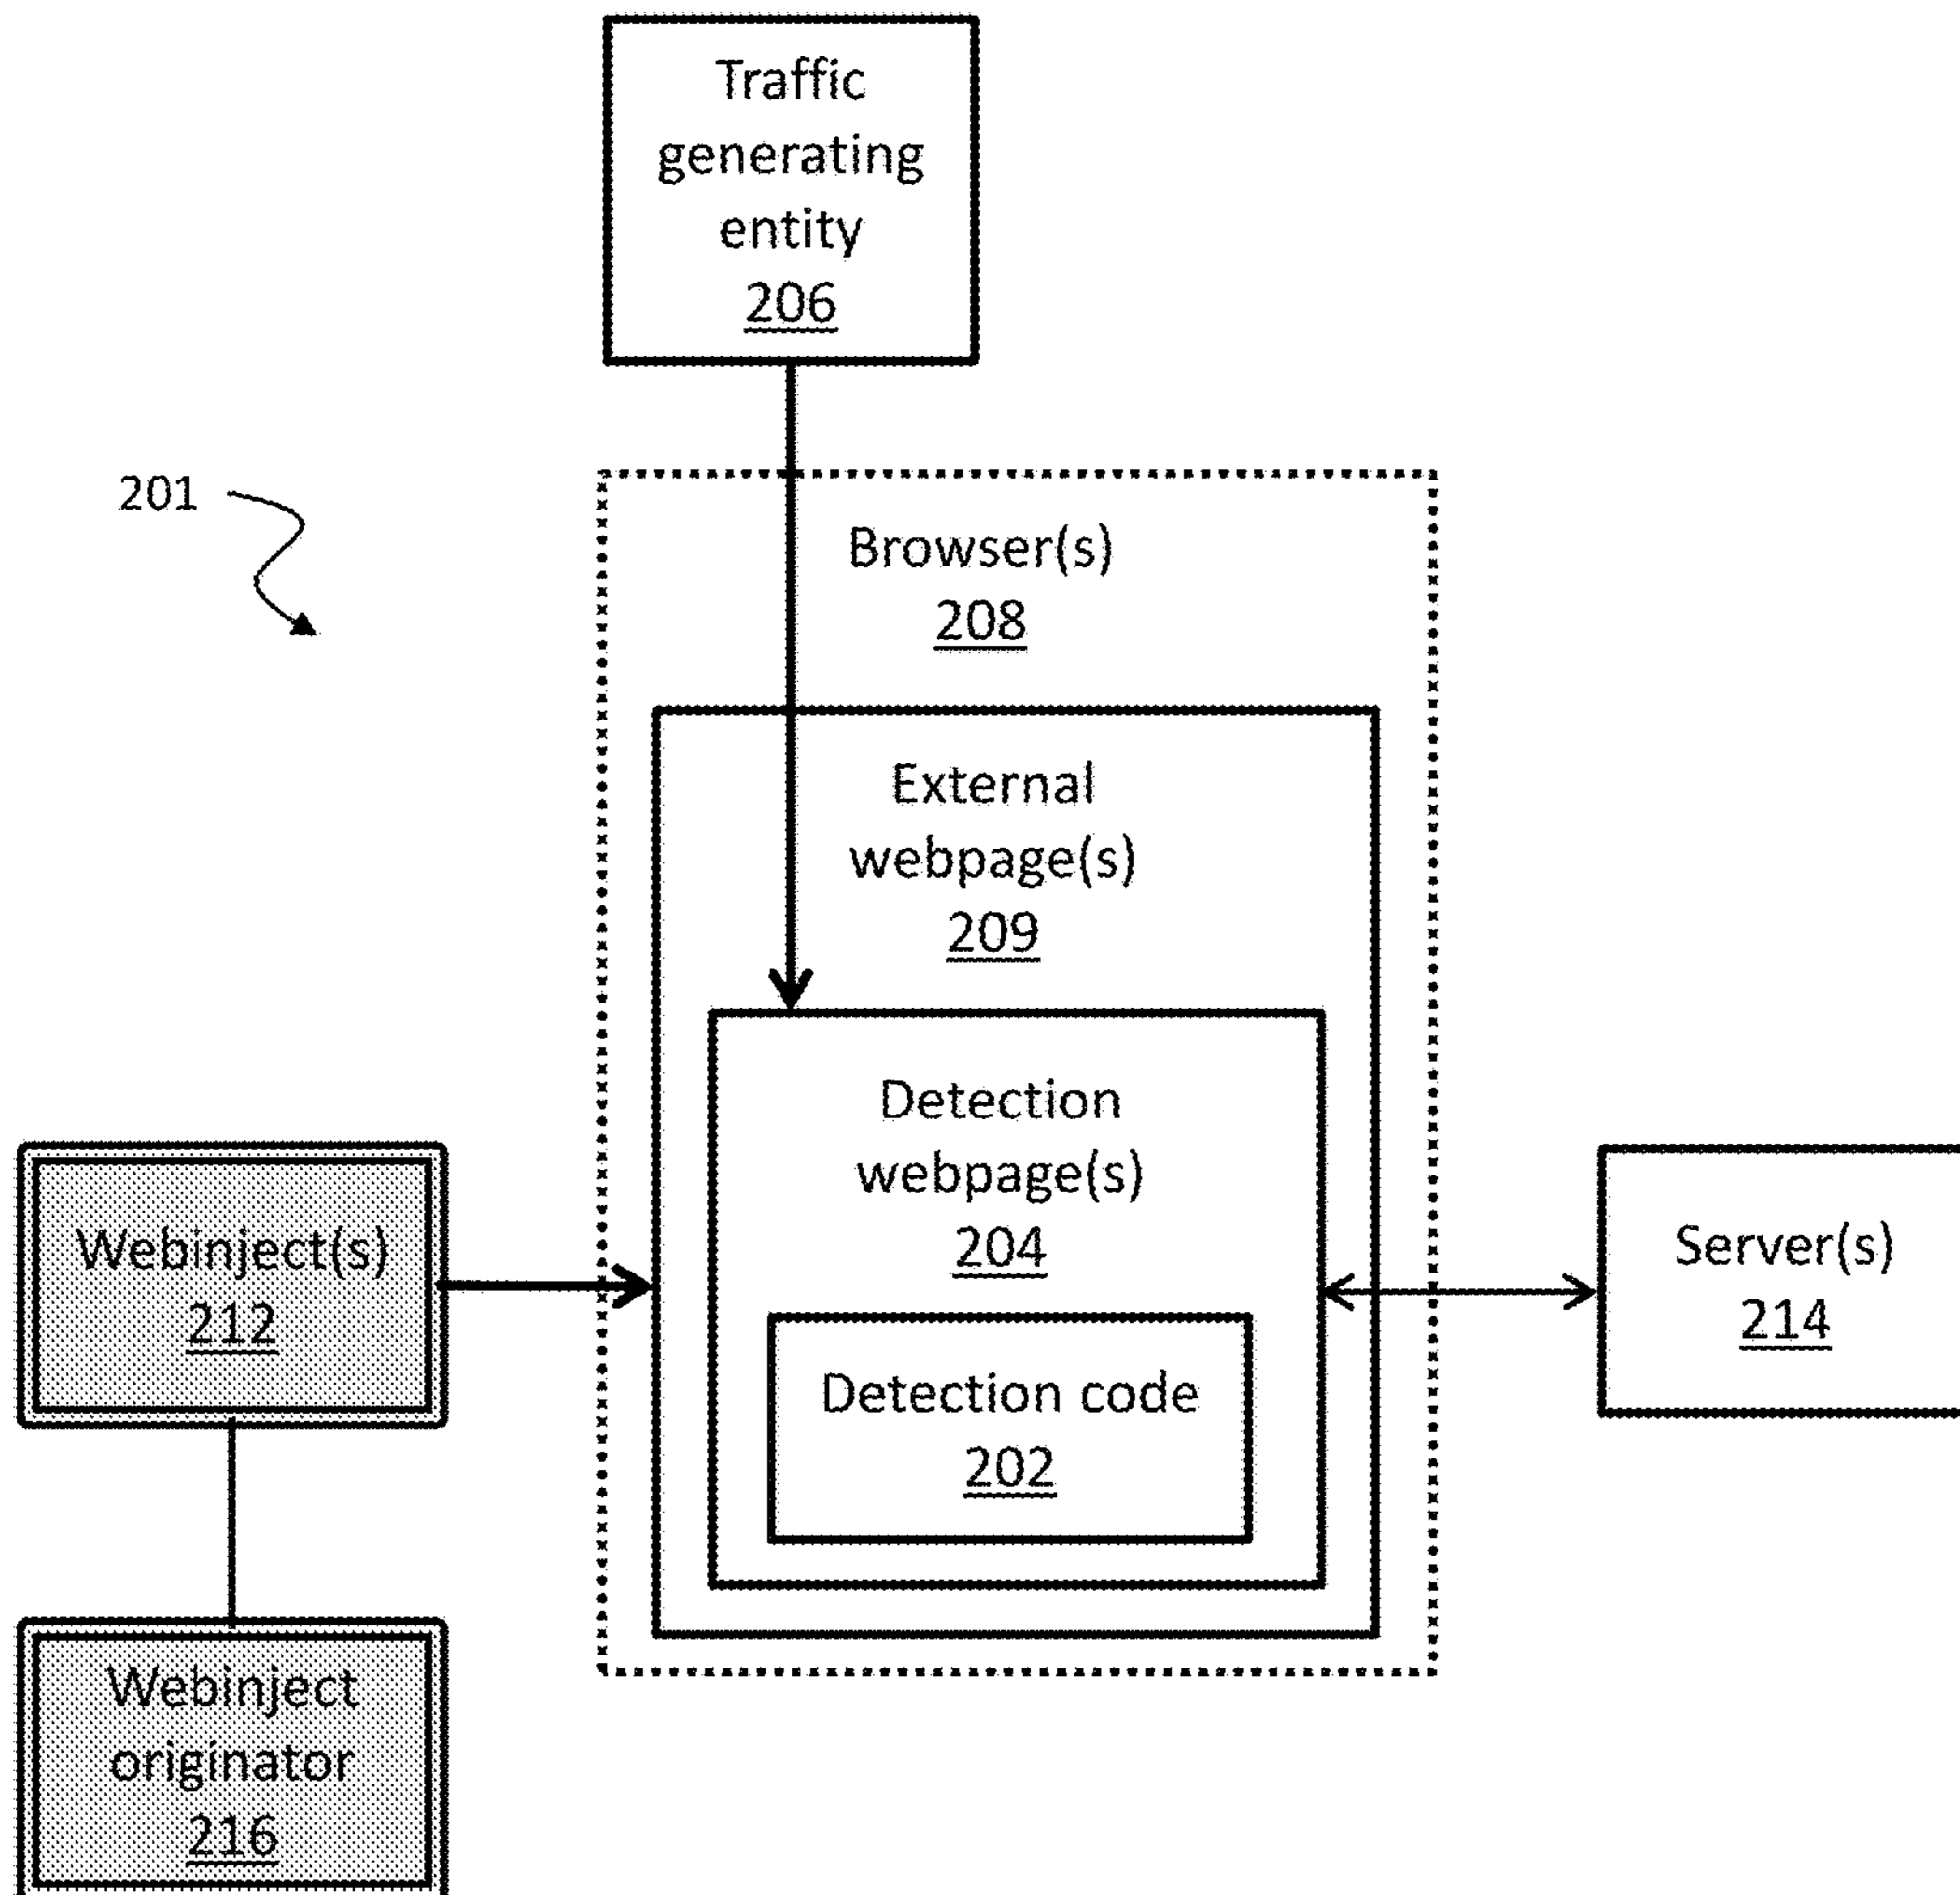 Traffic
generating
entity
206
201
Browser(s)
208
External
webpage(s)
209
Detection
webpage(s)
204
Detection code
202
Webinject(s)
212
Server(s)
214
Webinject
originator
216